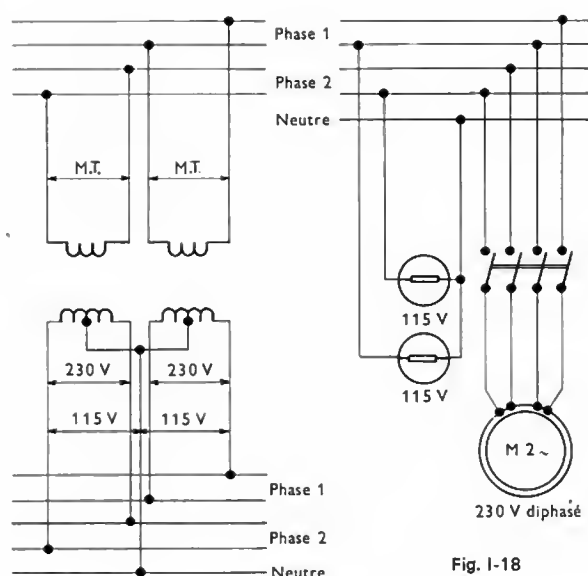 Phase 1
Phase 2
Neutre
M.T.
M.T.
115 V
115 V
230 V
230 V
115 V
115 V
M 2 ~
230 V diphasé
Phase 1
Phase 2
Neutre
Fig. I-18